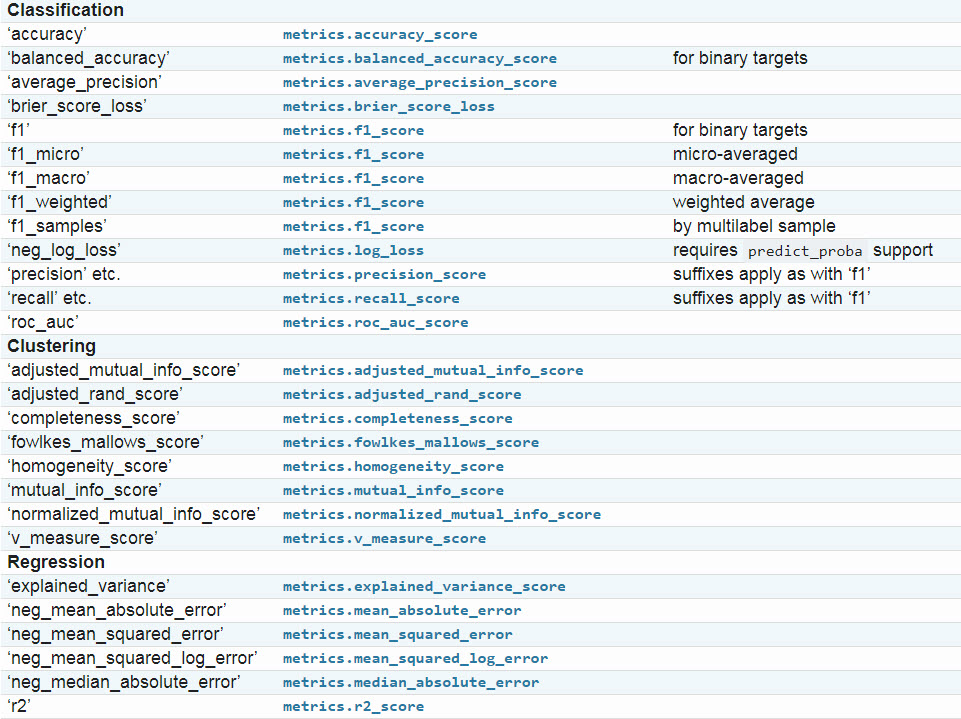 Classification
‘accuracy’ metrics.accuracy_score
‘balanced_accuracy’ metrics.balanced_accuracy_score for binary targets
‘average_precision’ metrics.average_precision_score
‘brier_score_loss’ metrics.brier_score_loss
‘f1’ metrics.f1_score for binary targets
‘f1_micro’ metrics.f1_score micro-averaged
‘f1_macro’ metrics.f1_score macro-averaged
‘f1_weighted’ metrics.f1_score weighted average
‘f1_samples’ metrics.f1_score by multilabel sample
‘neg_log_loss’ metrics.log_loss requires predict_proba support
‘precision’ etc. metrics.precision_score suffixes apply as with ‘f1’
‘recall’ etc. metrics.recall_score suffixes apply as with ‘f1’
‘roc_auc’ metrics.roc_auc_score
Clustering
‘adjusted_mutual_info_score’ metrics.adjusted_mutual_info_score
‘adjusted_rand_score’ metrics.adjusted_rand_score
‘completeness_score’ metrics.completeness_score
‘fowlkes_mallows_score’ metrics.fowlkes_mallows_score
‘homogeneity_score’ metrics.homogeneity_score
‘mutual_info_score’ metrics.mutual_info_score
‘normalized_mutual_info_score’ metrics.normalized_mutual_info_score
‘v_measure_score’ metrics.v_measure_score
Regression
‘explained_variance’ metrics.explained_variance_score
‘neg_mean_absolute_error’ metrics.mean_absolute_error
‘neg_mean_squared_error’ metrics.mean_squared_error
‘neg_mean_squared_log_error’ metrics.mean_squared_log_error
‘neg_median_absolute_error’ metrics.median_absolute_error
‘r2’ metrics.r2_score